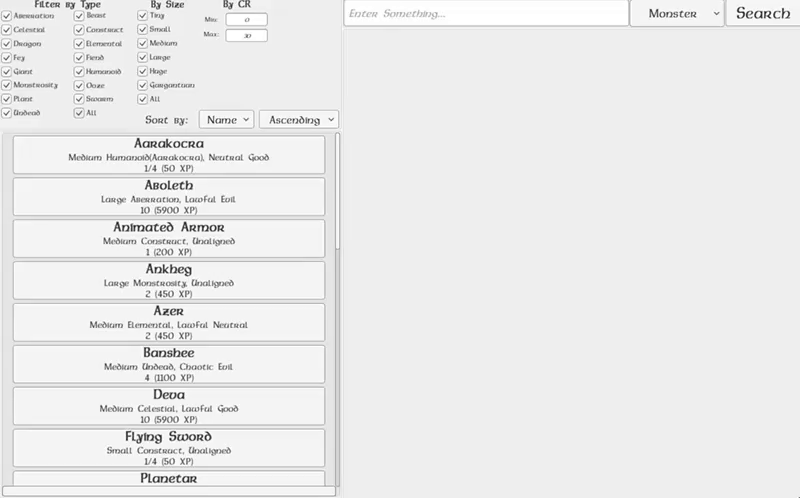 Filter by Type
Aberration
Beast
Celestial
Construct
Dragon
Elemental
Fey
Fiend
Giant
Humanoid
Monstrosity
Ooze
Plant
Swarm
Undead
All
By Size
Tiny
Small
Medium
Large
Huge
Gargantuan
All
By CR
Min: 0
Max: 30
Sort by: Name Ascending
Aarakocra
Medium Humanoid(Aarakocra), Neutral Good
1/4 (50 XP)
Aboleth
Large Aberration, Lawful Evil
10 (5900 XP)
Animated Armor
Medium Construct, Unaligned
1 (200 XP)
Ankheg
Large Monstrosity, Unaligned
2 (450 XP)
Azer
Medium Elemental, Lawful Neutral
2 (450 XP)
Banshee
Medium Undead, Chaotic Evil
4 (1100 XP)
Deva
Medium Celestial, Lawful Good
10 (5900 XP)
Flying Sword
Small Construct, Unaligned
1/4 (50 XP)
Planetar
Enter Something...
Monster
Search